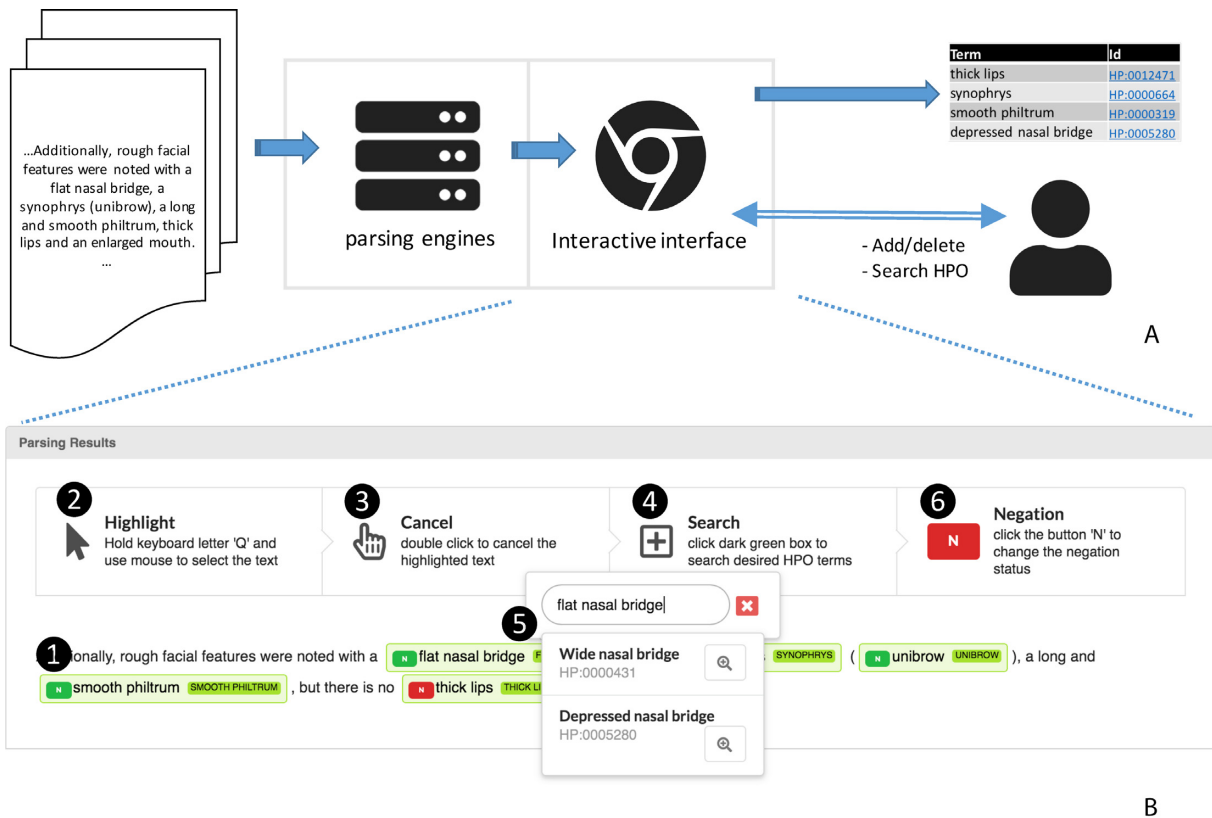 ...Additionally, rough facial
features were noted with a
flat nasal bridge, a
synophrys (unibrow), a long
and smooth philtrum, thick
lips and an enlarged mouth.
...
parsing engines
Interactive interface
Term Id
thick lips HP:0012471
synophrys HP:0000664
smooth philtrum HP:0000319
depressed nasal bridge HP:0005280
- Add/delete
- Search HPO
A
Parsing Results
2
Highlight
Hold keyboard letter 'Q' and
use mouse to select the text
3
Cancel
double click to cancel the
highlighted text
4
Search
click dark green box to
search desired HPO terms
6
N
Negation
click the button 'N' to
change the negation
status
5
flat nasal bridge
Wide nasal bridge
HP:0000431
Depressed nasal bridge
HP:0005280
1
ionally, rough facial features were noted with a N flat nasal bridge F s SYNOPHRYS ( N unibrow UNIBROW ), a long and
N smooth philtrum SMOOTH PHILTRUM , but there is no N thick lips THICK LI
B